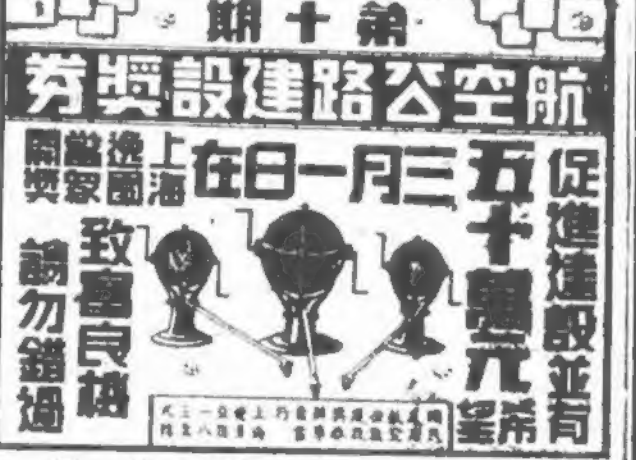 第十期
航空公路建設獎券
促進建設並有
五十萬元希望
三月一日在
上海
逸園
當眾
開獎
致富良機
請勿錯過